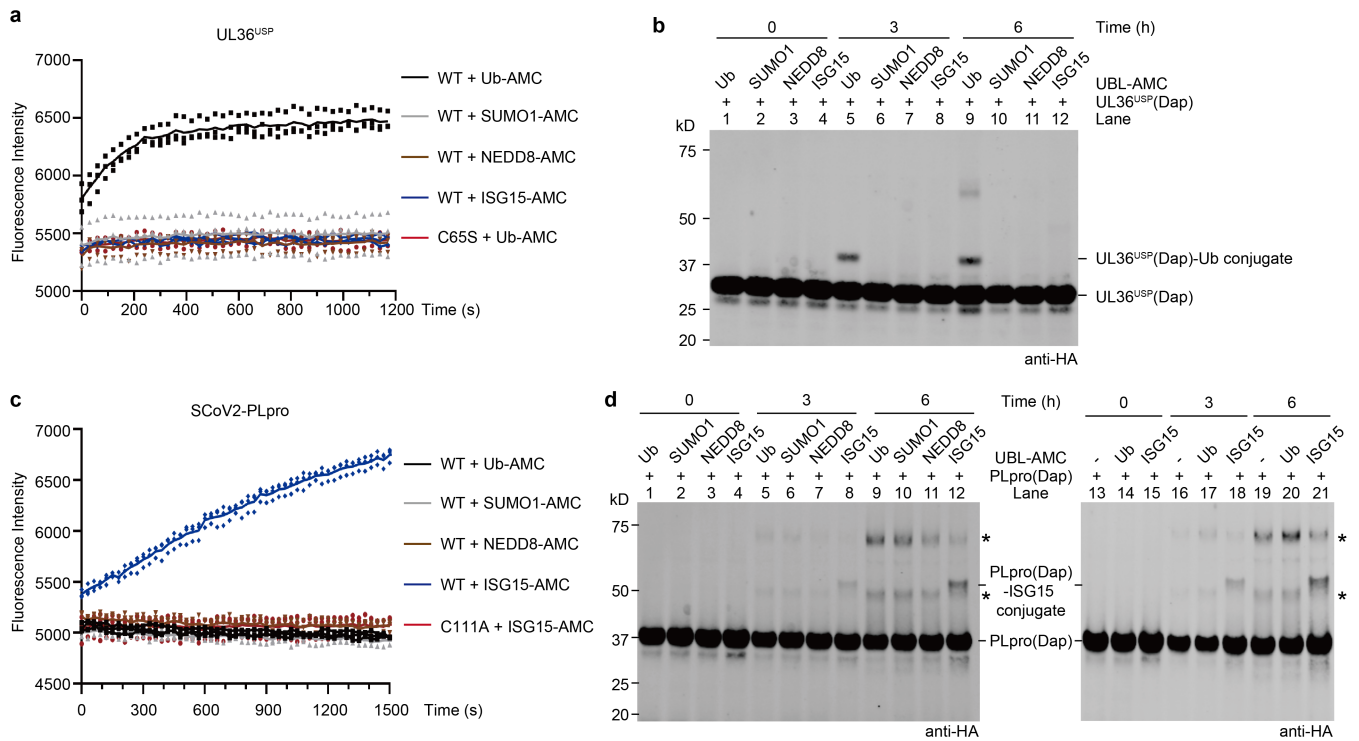 a
UL36USP
7000
6500
6000
5500
5000
Fluorescence Intensity
0 200 400 600 800 1000 1200 Time (s)
WT + Ub-AMC
WT + SUMO1-AMC
WT + NEDD8-AMC
WT + ISG15-AMC
C65S + Ub-AMC
b
0 3 6 Time (h)
Ub SUMO1 NEDD8 ISG15 Ub SUMO1 NEDD8 ISG15 Ub SUMO1 NEDD8 ISG15 UBL-AMC
+ + + + + + + + + + + + UL36USP(Dap)
1 2 3 4 5 6 7 8 9 10 11 12 Lane
kD
75
50
37
25
20
UL36USP(Dap)-Ub conjugate
UL36USP(Dap)
anti-HA
c
SCoV2-PLpro
7000
6500
6000
5500
5000
4500
Fluorescence Intensity
0 300 600 900 1200 1500 Time (s)
WT + Ub-AMC
WT + SUMO1-AMC
WT + NEDD8-AMC
WT + ISG15-AMC
C111A + ISG15-AMC
d
0 3 6 Time (h) 0 3 6
Ub SUMO1 NEDD8 ISG15 Ub SUMO1 NEDD8 ISG15 Ub SUMO1 NEDD8 ISG15 UBL-AMC - Ub ISG15 - Ub ISG15 - Ub ISG15
+ + + + + + + + + + + + PLpro(Dap) + + + + + + + + +
1 2 3 4 5 6 7 8 9 10 11 12 Lane 13 14 15 16 17 18 19 20 21
kD
75
50
37
25
20
*
*
PLpro(Dap)
-ISG15
conjugate
PLpro(Dap)
*
*
anti-HA
anti-HA